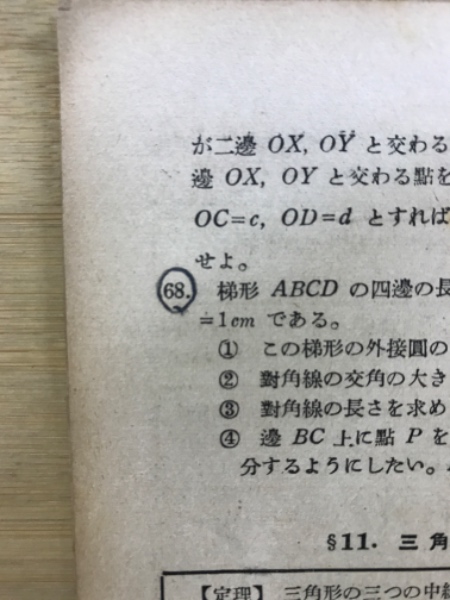 が二邊 OX, OY と交わる
邊 OX, OY と交わる點を
OC=c, OD=d とすれば
せよ。
68. 梯形 ABCD の四邊の長
=1cm である。
① この梯形の外接圓の
② 對角線の交角の大き
③ 對角線の長さを求め
④ 邊 BC 上に點 P を
分するようにしたい。
§11. 三角
【定理】 三角形の三つの中線